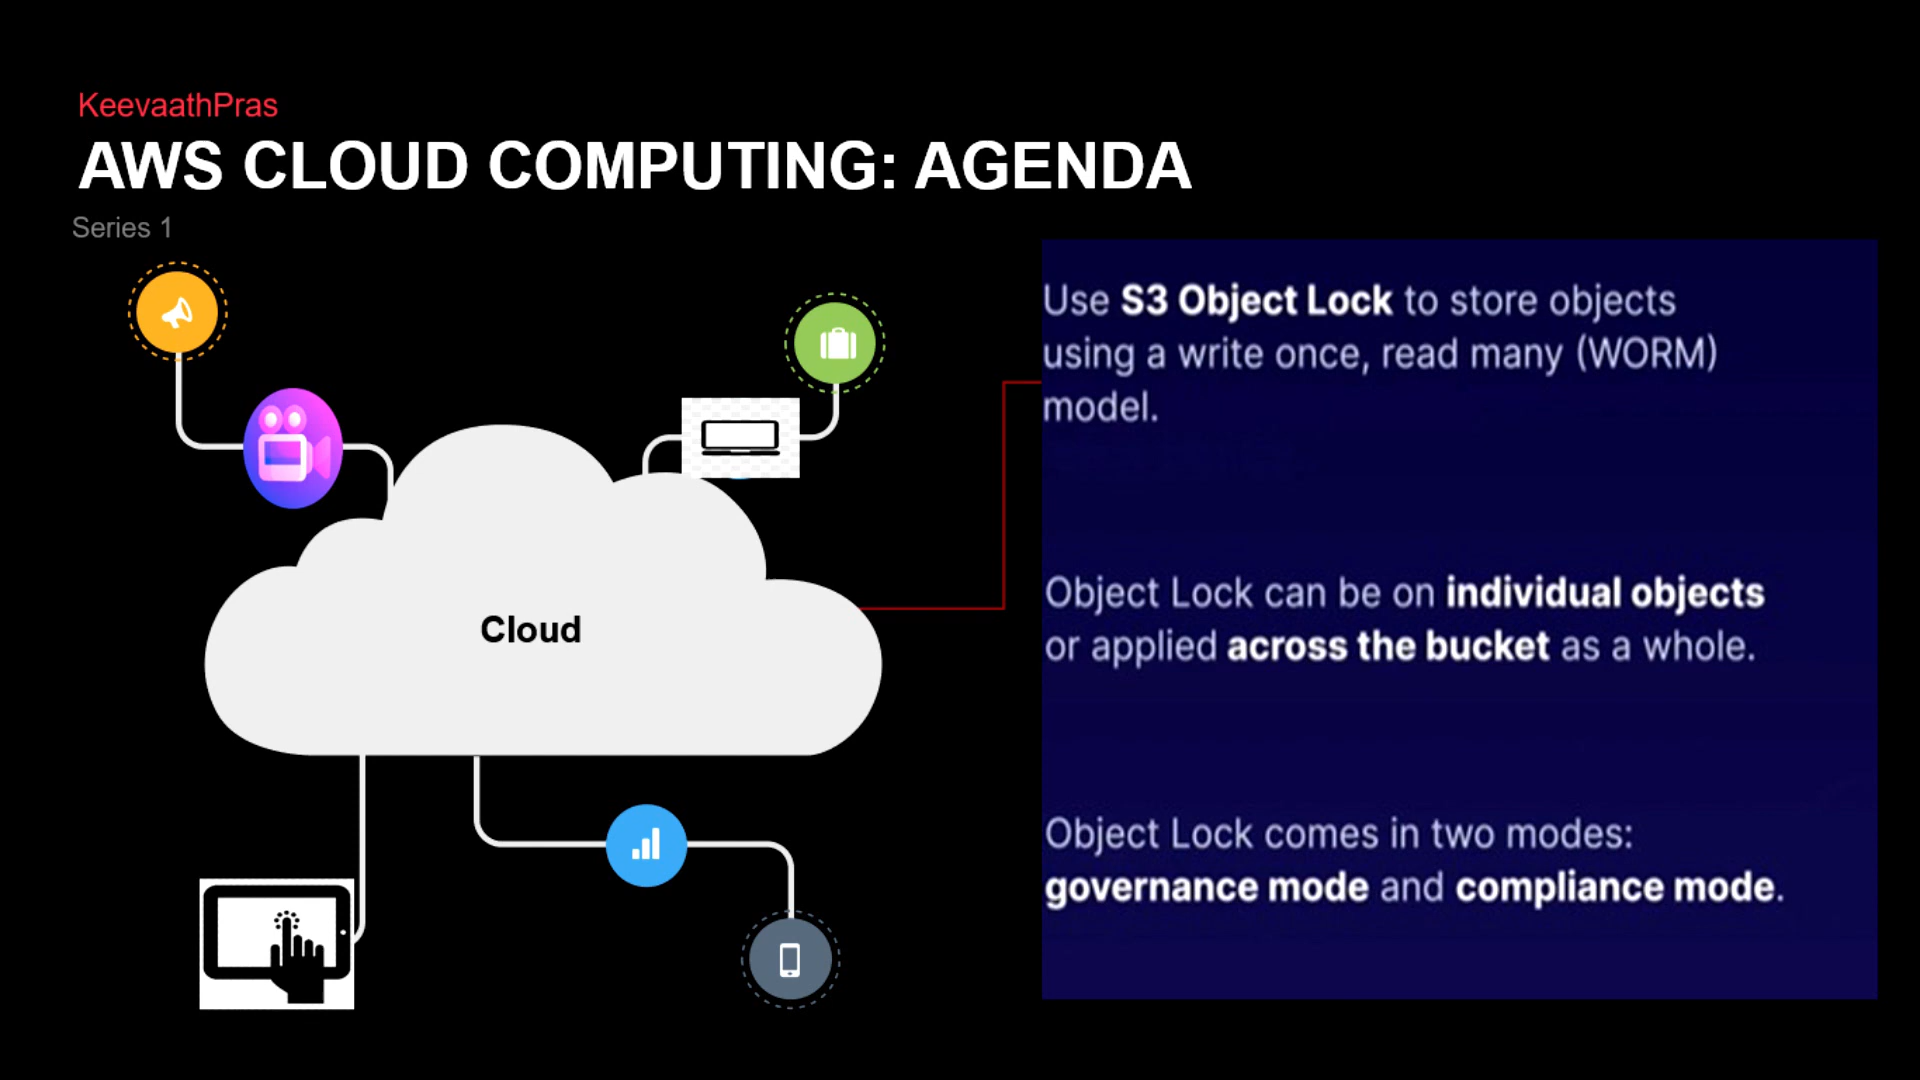 KeevaathPras
AWS CLOUD COMPUTING: AGENDA
Series 1
Cloud
Use S3 Object Lock to store objects
using a write once, read many (WORM)
model.
Object Lock can be on individual objects
or applied across the bucket as a whole.
Object Lock comes in two modes:
governance mode and compliance mode.